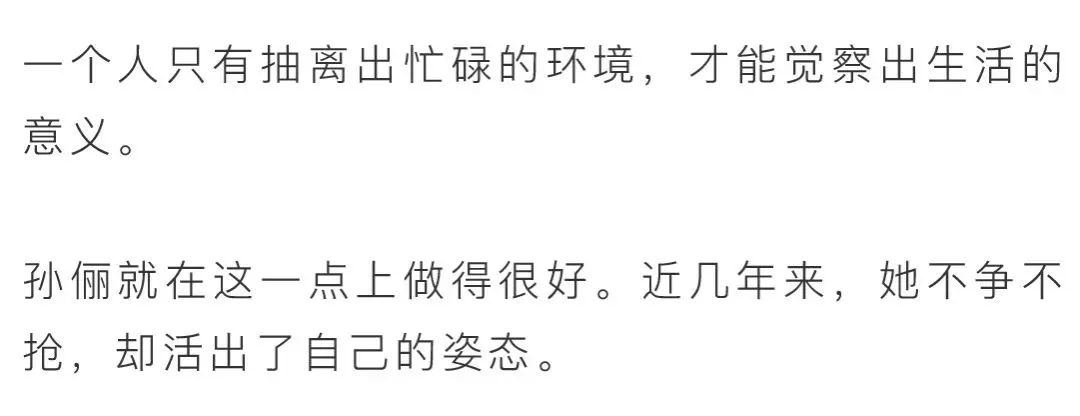 一个人只有抽离出忙碌的环境，才能觉察出生活的
意义。
孙俪就在这一点上做得很好。近几年来，她不争不
抢，却活出了自己的姿态。